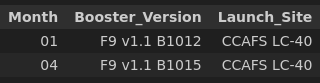 Month Booster_Version Launch_Site
01 F9 v1.1 B1012 CCAFS LC-40
04 F9 v1.1 B1015 CCAFS LC-40